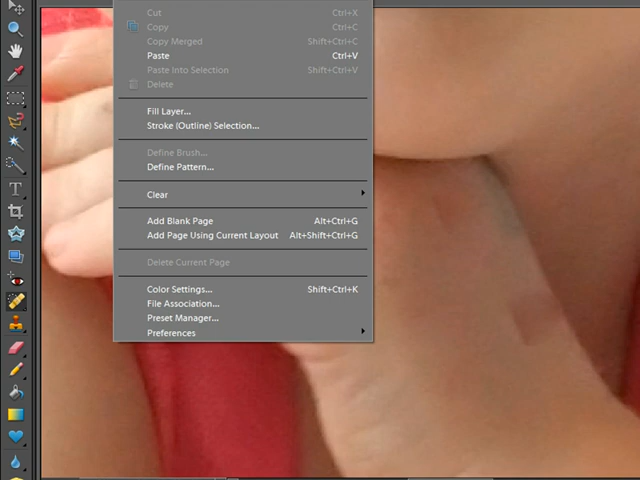 Cut Ctrl+X
Copy Ctrl+C
Copy Merged Shift+Ctrl+C
Paste Ctrl+V
Paste Into Selection Shift+Ctrl+V
Delete
Fill Layer...
Stroke (Outline) Selection...
Define Brush...
Define Pattern...
Clear
Add Blank Page Alt+Ctrl+G
Add Page Using Current Layout Alt+Shift+Ctrl+G
Delete Current Page
Color Settings... Shift+Ctrl+K
File Association...
Preset Manager...
Preferences
T